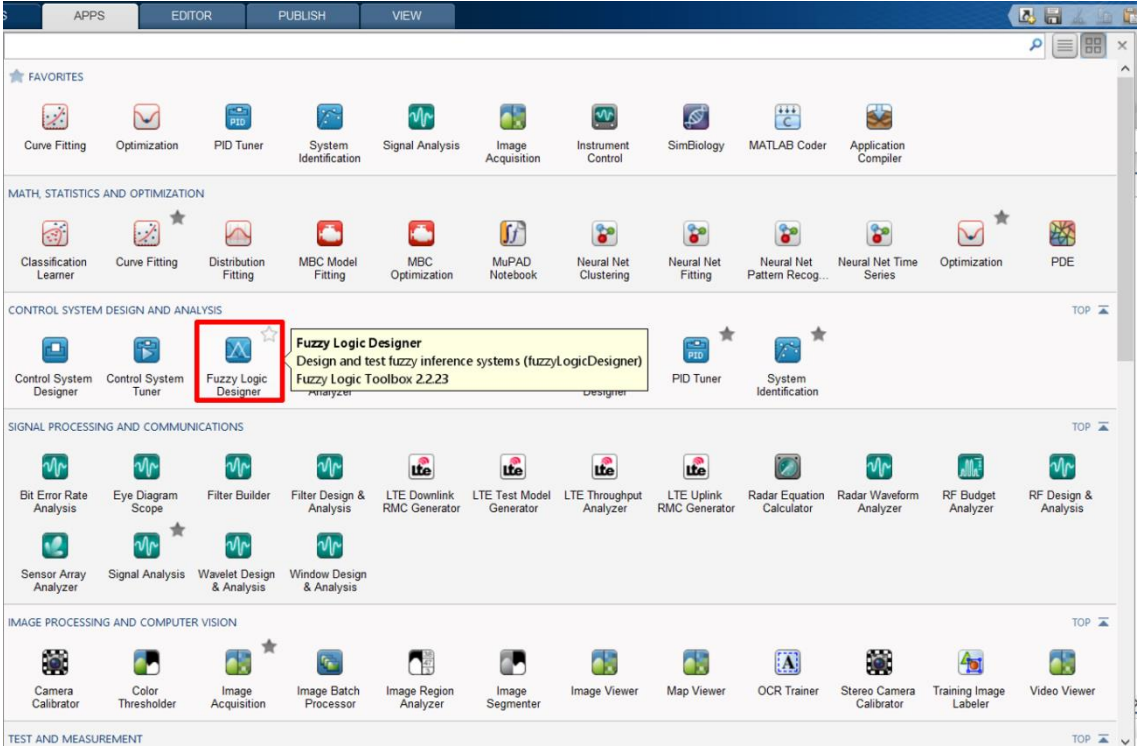 S
APPS
EDITOR
PUBLISH
VIEW
FAVORITES
Curve Fitting
Optimization
PID Tuner
System
Identification
Signal Analysis
Image
Acquisition
Instrument
Control
SimBiology
MATLAB Coder
Application
Compiler
MATH, STATISTICS AND OPTIMIZATION
Classification
Learner
Curve Fitting
Distribution
Fitting
MBC Model
Fitting
MBC
Optimization
MuPAD
Notebook
Neural Net
Clustering
Neural Net
Fitting
Neural Net
Pattern Recog...
Neural Net Time
Series
Optimization
PDE
CONTROL SYSTEM DESIGN AND ANALYSIS
TOP
Control System
Designer
Control System
Tuner
Fuzzy Logic
Designer
Fuzzy Logic Designer
Design and test fuzzy inference systems (fuzzyLogicDesigner)
Fuzzy Logic Toolbox 2.2.23
Analyzer
Designer
PID Tuner
System
Identification
SIGNAL PROCESSING AND COMMUNICATIONS
TOP
Bit Error Rate
Analysis
Eye Diagram
Scope
Filter Builder
Filter Design &
Analysis
LTE Downlink
RMC Generator
LTE Test Model
Generator
LTE Throughput
Analyzer
LTE Uplink
RMC Generator
Radar Equation
Calculator
Radar Waveform
Analyzer
RF Budget
Analyzer
RF Design &
Analysis
Sensor Array
Analyzer
Signal Analysis
Wavelet Design
& Analysis
Window Design
& Analysis
IMAGE PROCESSING AND COMPUTER VISION
TOP
Camera
Calibrator
Color
Thresholder
Image
Acquisition
Image Batch
Processor
Image Region
Analyzer
Image
Segmenter
Image Viewer
Map Viewer
OCR Trainer
Stereo Camera
Calibrator
Training Image
Labeler
Video Viewer
TEST AND MEASUREMENT
TOP